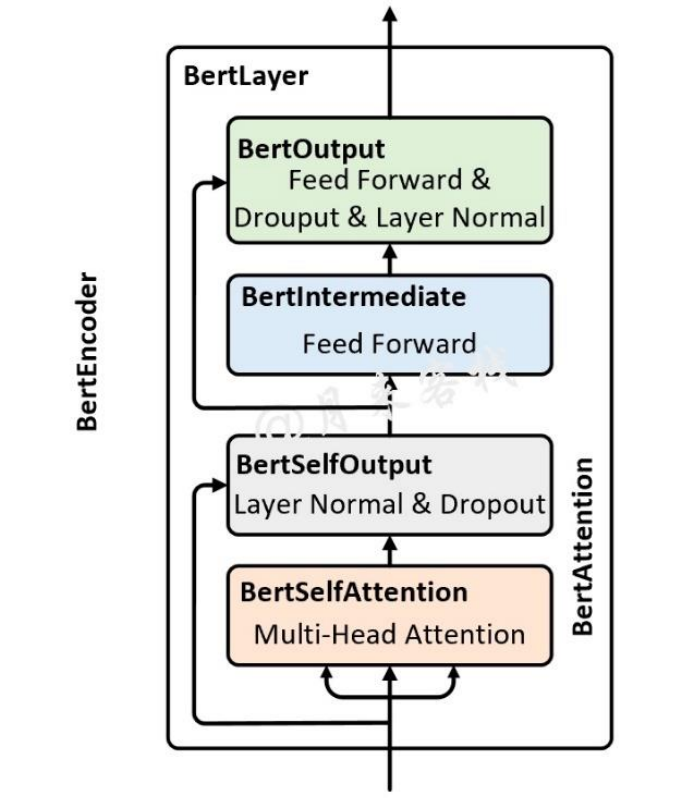 BertLayer
BertOutput
Feed Forward &
Drouput & Layer Normal
BertEncoder
BertIntermediate
Feed Forward
@月来客栈
BertSelfOutput
Layer Normal & Dropout
BertAttention
BertSelfAttention
Multi-Head Attention